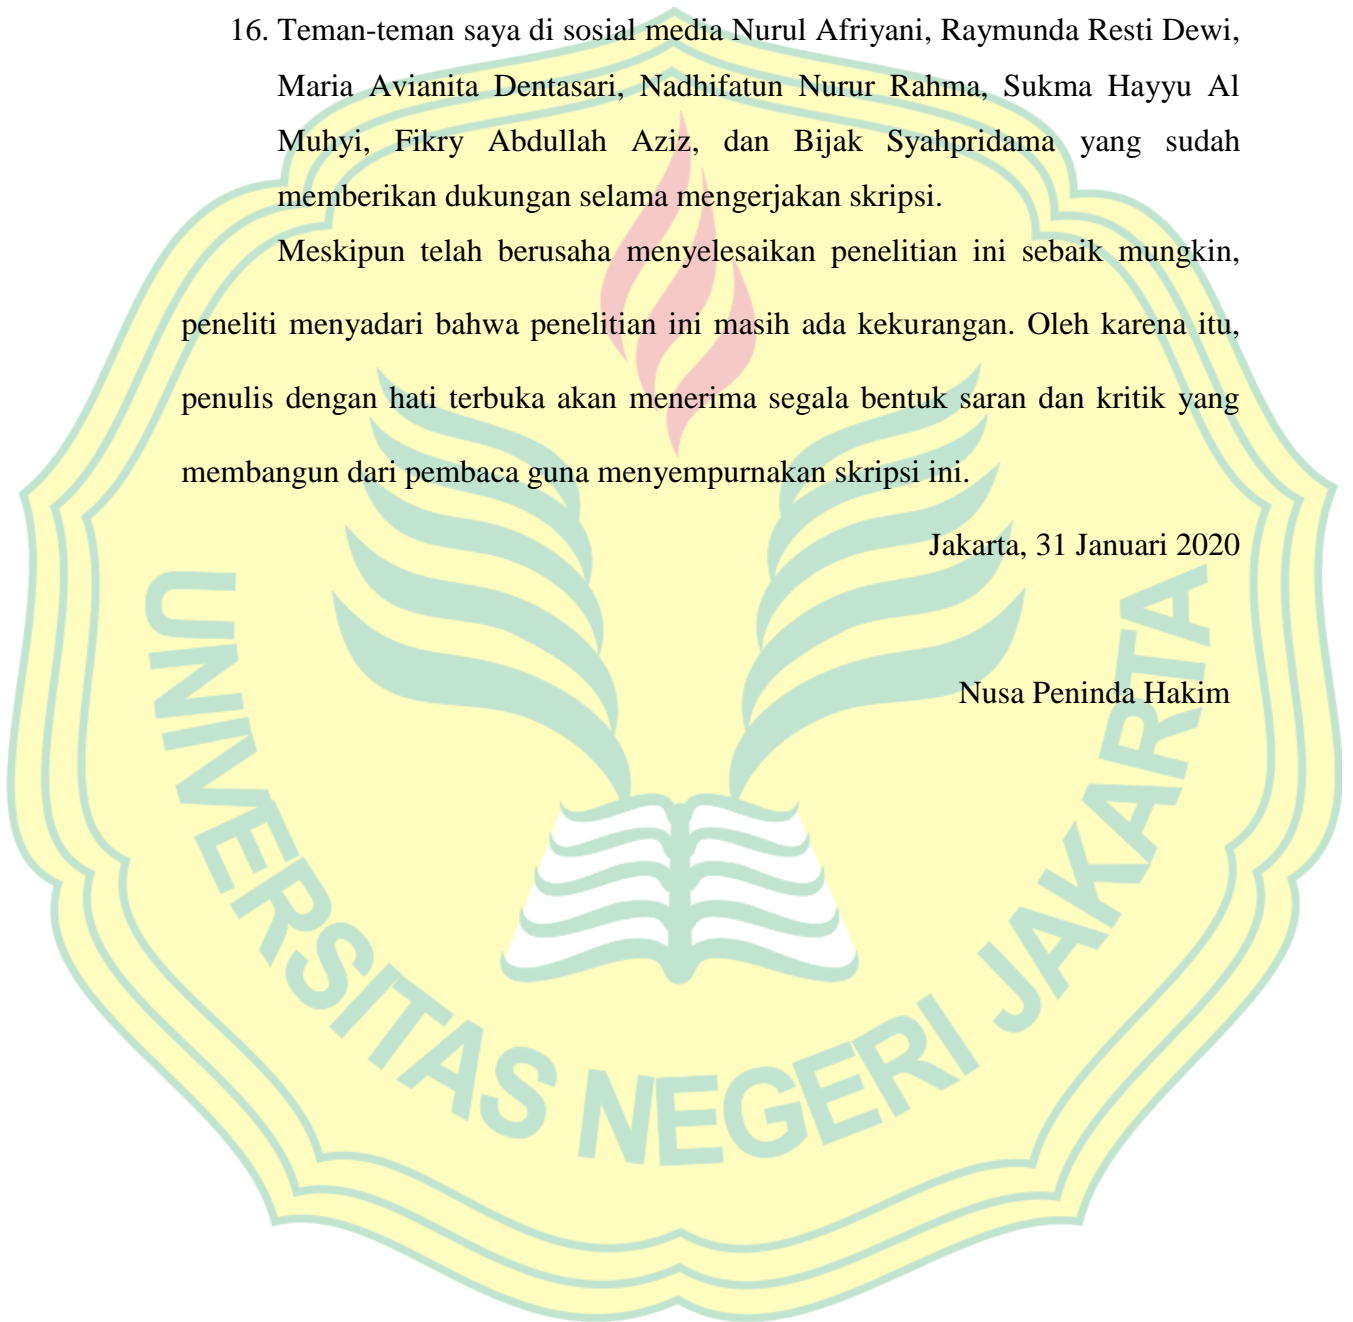 16. Teman-teman saya di sosial media Nurul Afriyani, Raymunda Resti Dewi,
Maria Avianita Dentasari, Nadhifatun Nurur Rahma, Sukma Hayyu Al
Muhyi, Fikry Abdullah Aziz, dan Bijak Syahpridama yang sudah
memberikan dukungan selama mengerjakan skripsi.
Meskipun telah berusaha menyelesaikan penelitian ini sebaik mungkin,
peneliti menyadari bahwa penelitian ini masih ada kekurangan. Oleh karena itu,
penulis dengan hati terbuka akan menerima segala bentuk saran dan kritik yang
membangun dari pembaca guna menyempurnakan skripsi ini.
Jakarta, 31 Januari 2020
Nusa Peninda Hakim
UNIVERSITAS NEGERI JAKARTA